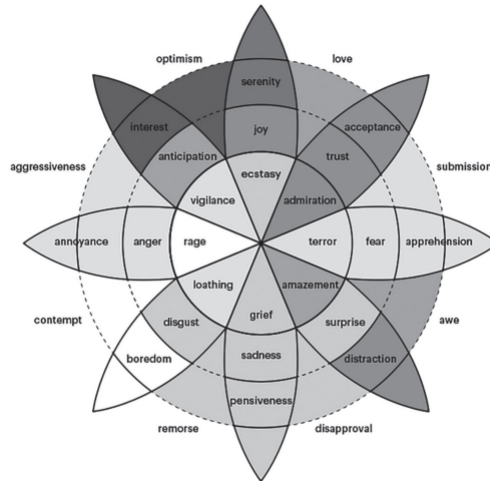 optimism
love
serenity
interest
acceptance
joy
anticipation
trust
aggressiveness
submission
ecstasy
vigilance
admiration
annoyance
anger
rage
terror
fear
apprehension
loathing
amazement
grief
contempt
disgust
surprise
awe
sadness
boredom
distraction
pensiveness
remorse
disapproval